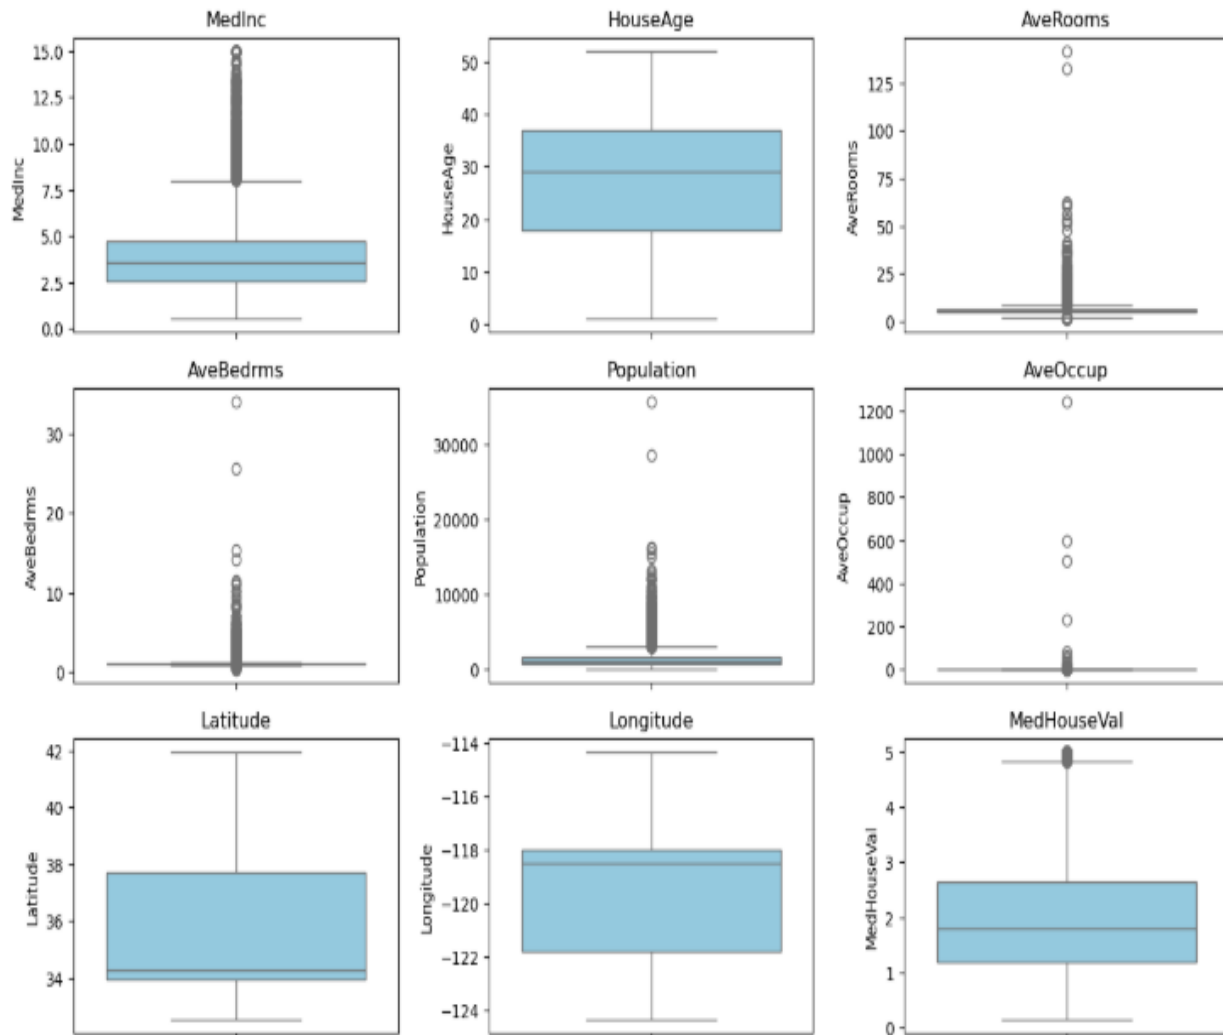 MedInc
HouseAge
AveRooms
15.0
12.5
10.0
7.5
5.0
2.5
0.0
MedInc
50
40
30
20
10
0
HouseAge
125
100
75
50
25
0
AveRooms
AveBedrms
Population
AveOccup
30
20
10
0
AveBedrms
30000
20000
10000
0
Population
1200
1000
800
600
400
200
0
AveOccup
Latitude
Longitude
MedHouseVal
42
40
38
36
34
Latitude
−114
−116
−118
−120
−122
−124
Longitude
5
4
3
2
1
0
MedHouseVal